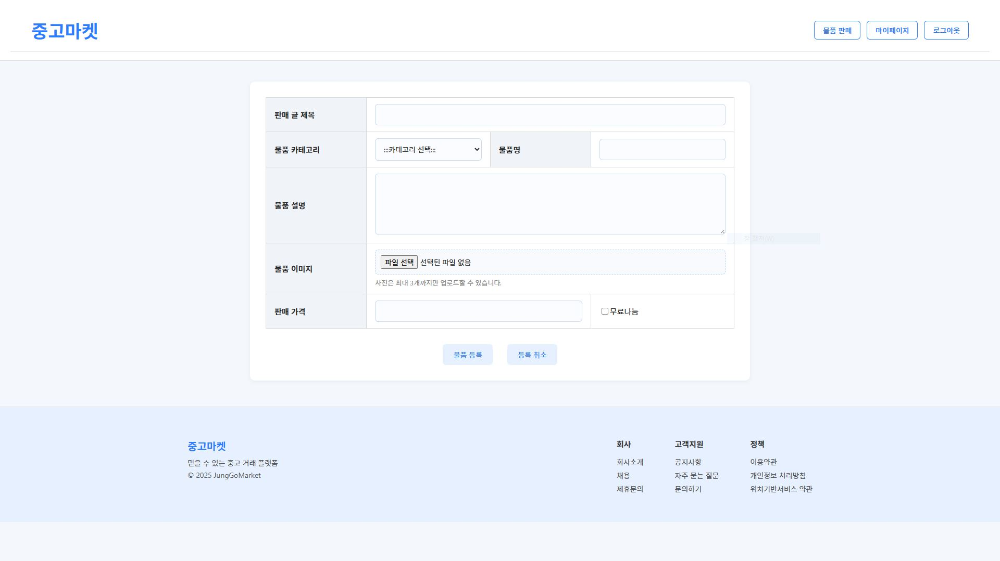 중고마켓
물품 판매
마이페이지
로그아웃
판매 글 제목
물품 카테고리
:::카테고리 선택:::
물품명
물품 설명
창 캡처(W)
물품 이미지
파일 선택 선택된 파일 없음
사진은 최대 3개까지만 업로드할 수 있습니다.
판매 가격
무료나눔
물품 등록
등록 취소
중고마켓
믿을 수 있는 중고 거래 플랫폼
© 2025 JungGoMarket
회사
회사소개
채용
제휴문의
고객지원
공지사항
자주 묻는 질문
문의하기
정책
이용약관
개인정보 처리방침
위치기반서비스 약관